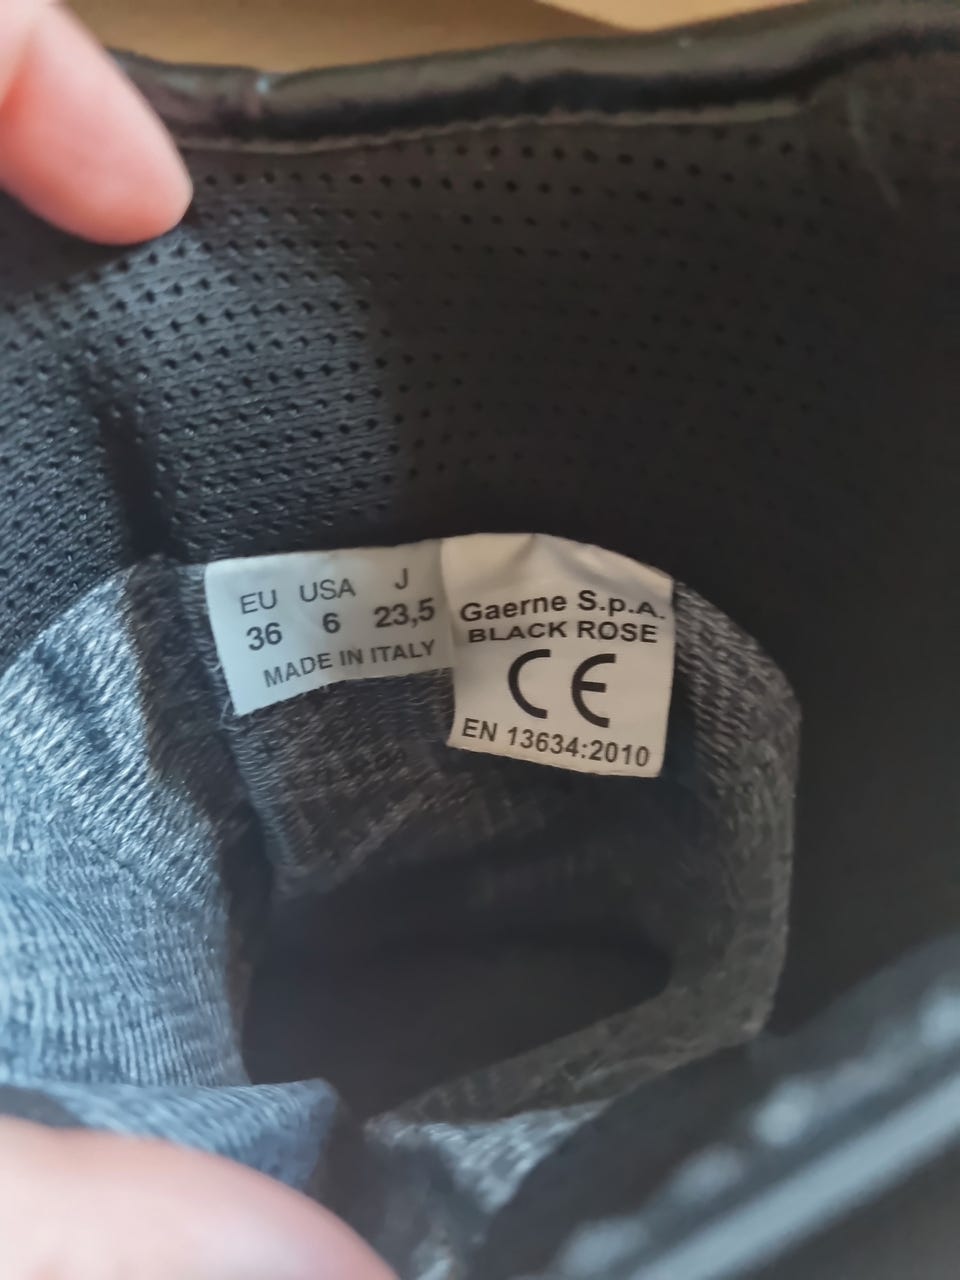 EU USA J
36 6 23,5
MADE IN ITALY
Gaerne S.p.A.
BLACK ROSE
CE
EN 13634:2010